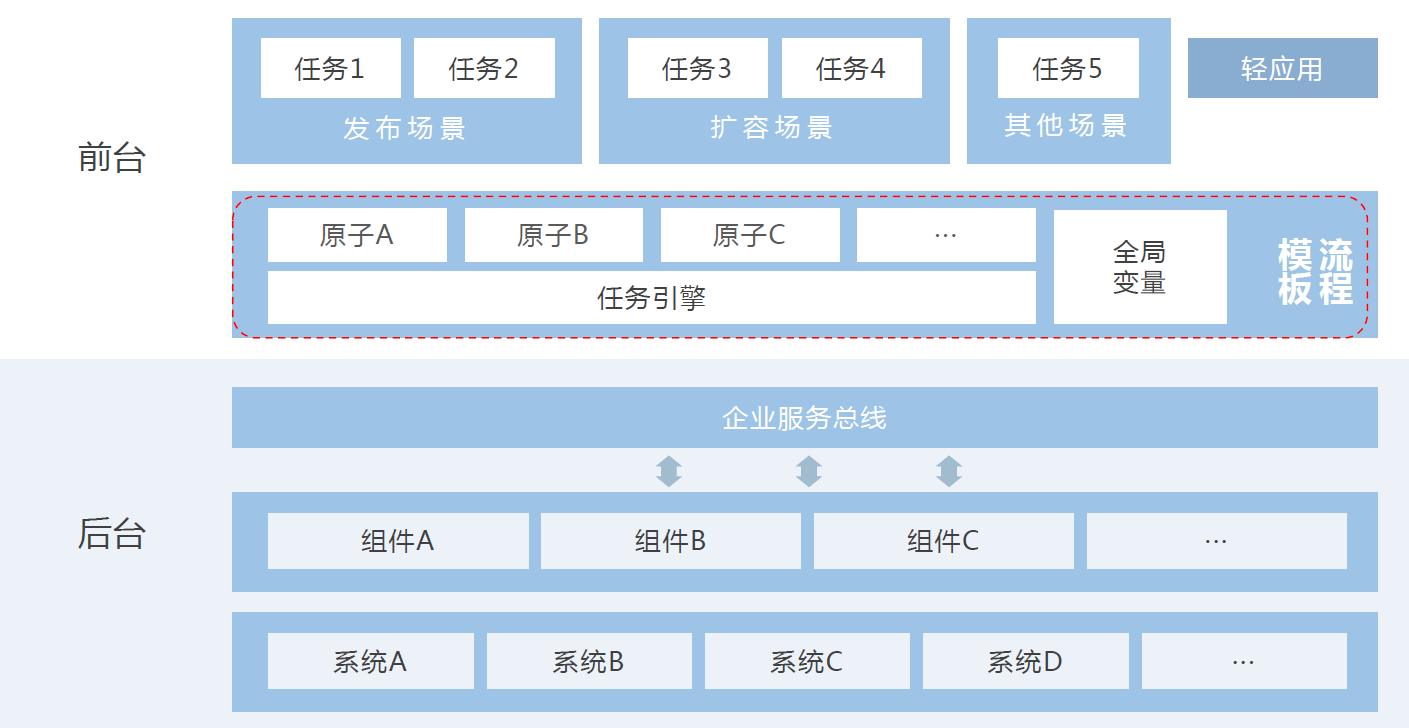 任务1
任务2
任务3
任务4
任务5
轻应用
发布场景
扩容场景
其他场景
前台
原子A
原子B
原子C
...
全局
变量
流程
模板
任务引擎
企业服务总线
后台
组件A
组件B
组件C
...
系统A
系统B
系统C
系统D
...